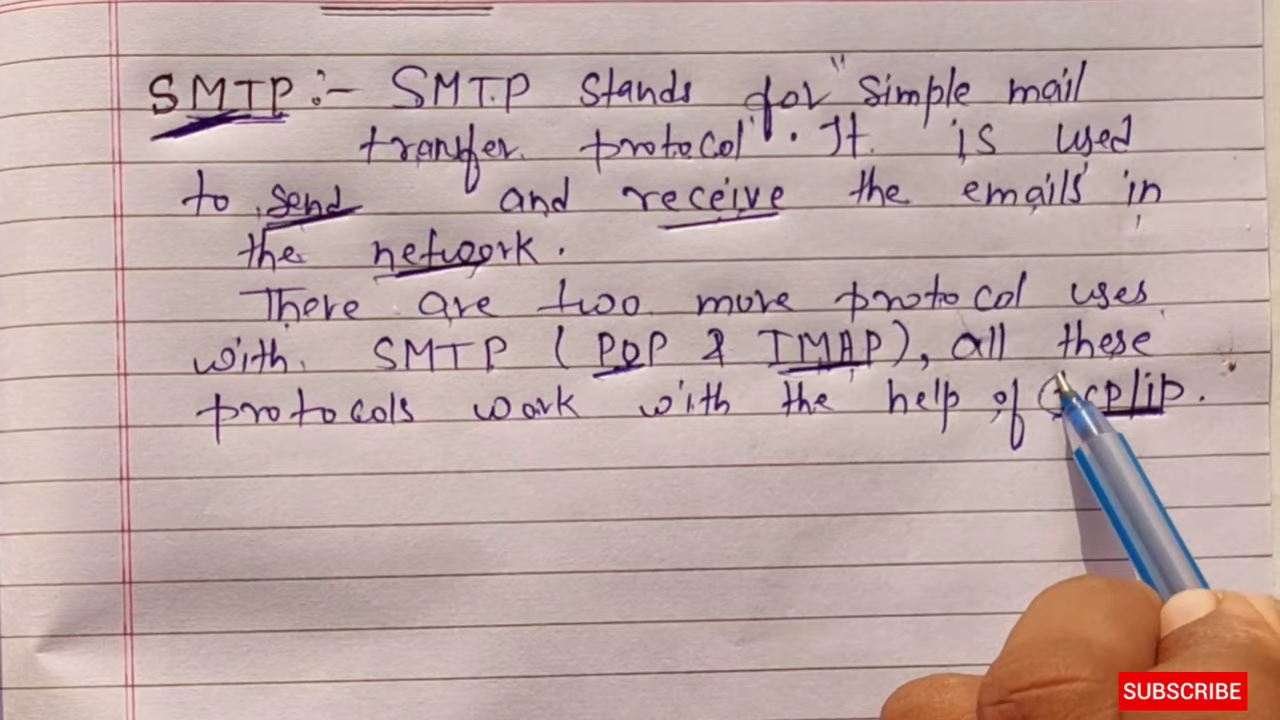 SMTP :- SMTP stands for "simple mail
transfer protocol". It is used
to send and receive the emails in
the network.
There are two more protocol uses
with SMTP (POP & IMAP), all these
protocols work with the help of tcp/ip.
SUBSCRIBE